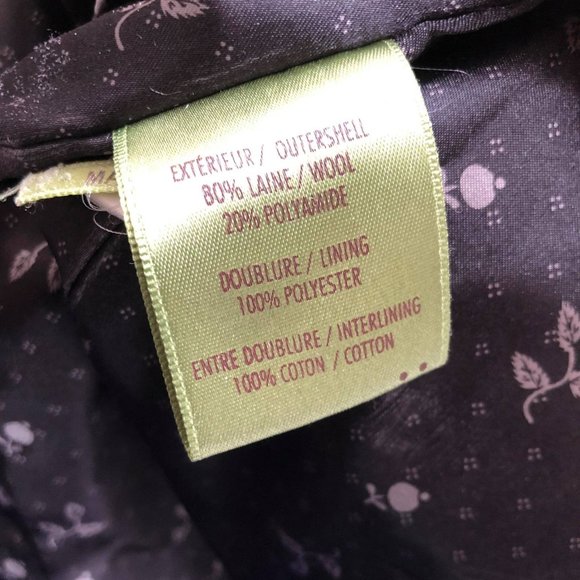 EXTÉRIEUR / OUTERSHELL
80% LAINE / WOOL
20% POLYAMIDE
DOUBLURE / LINING
100% POLYESTER
ENTRE DOUBLURE / INTERLINING
100% COTON / COTTON